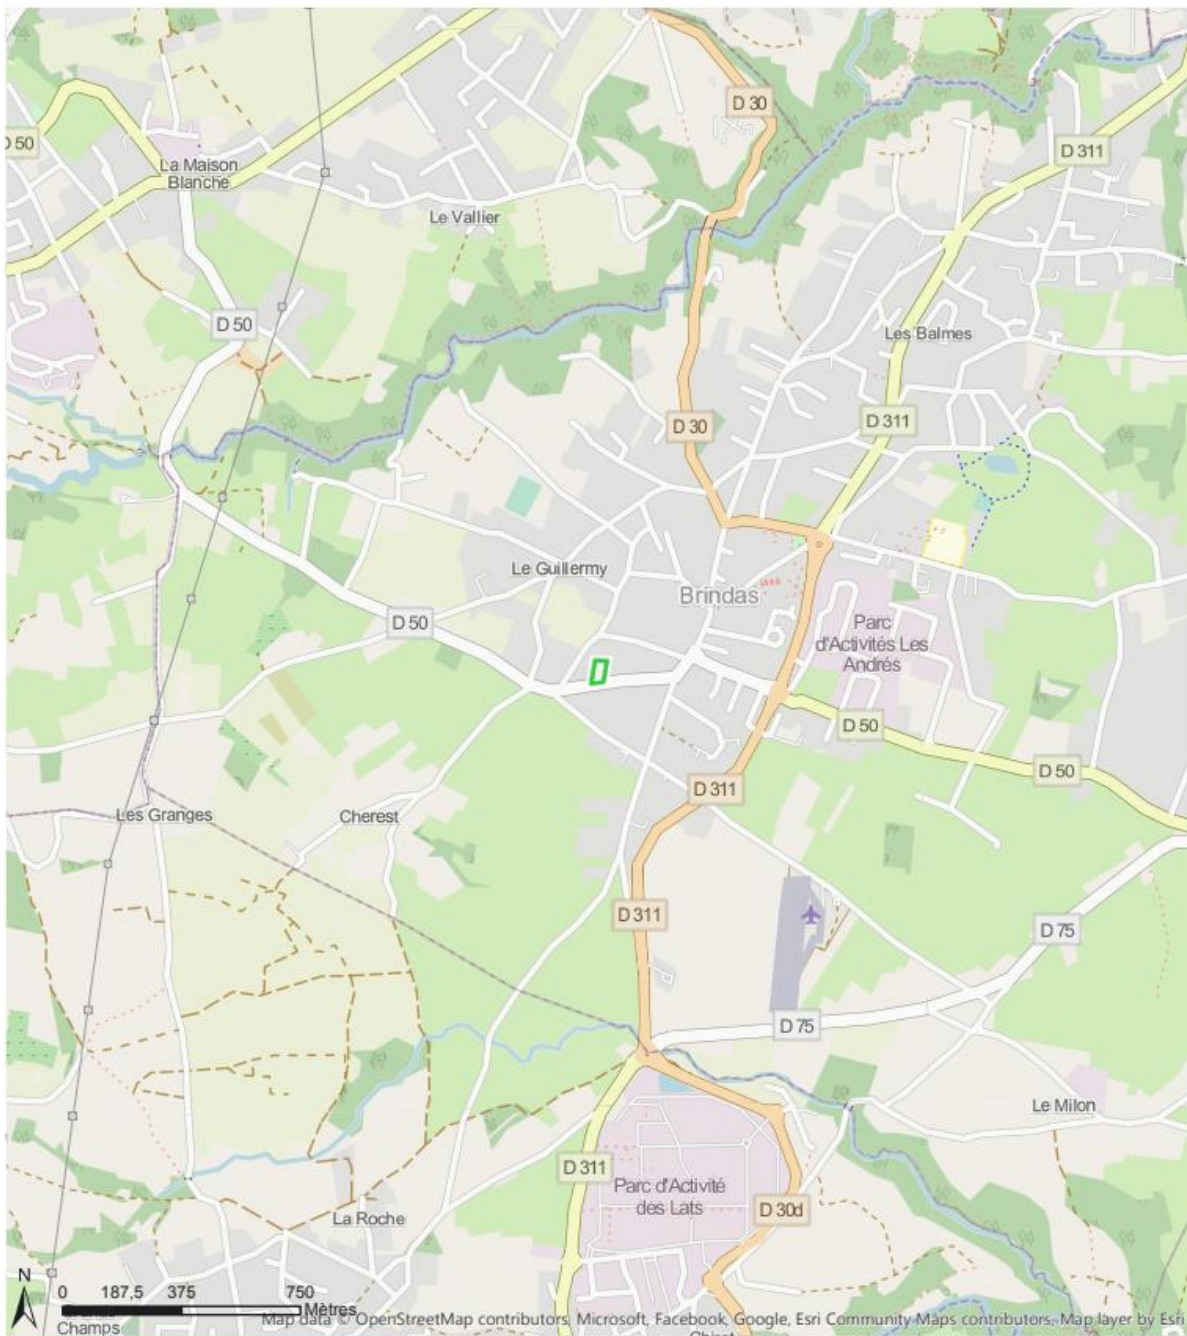 D 30
D 50
D 311
La Maison
Blanche
Le Vallier
D 50
Les Balmes
D 30
D 311
Le Guillermy
Brindas
D 50
Parc
d'Activités Les
Andrés
D 50
D 50
D 311
Les Granges
Cherest
D 311
D 75
D 75
Le Milon
D 311
Parc d'Activité
des Lats
D 30d
La Roche
N
0 187,5 375 750
Mètres
Champs
Map data © OpenStreetMap contributors, Microsoft, Facebook, Google, Esri Community Maps contributors, Map layer by Esri